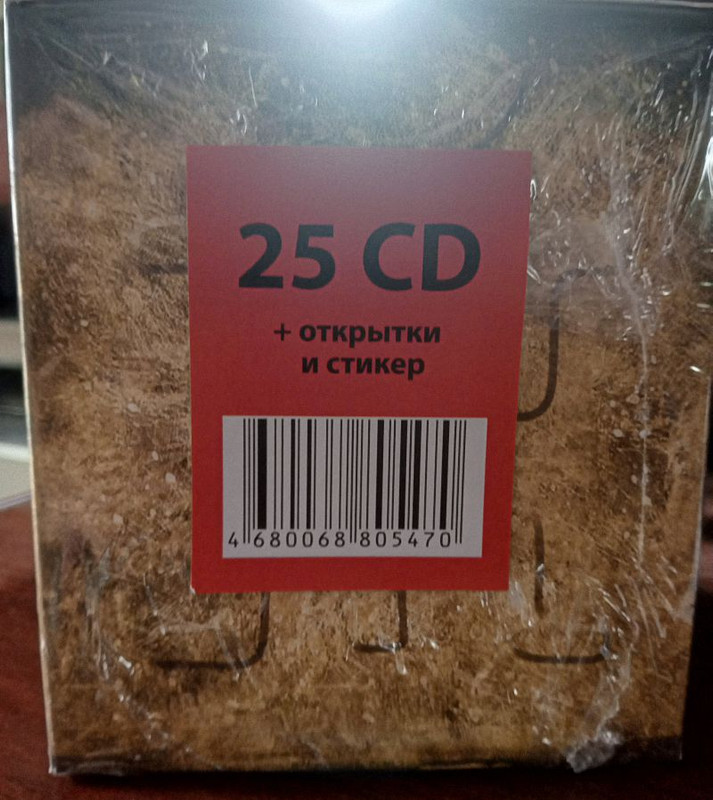 25 CD
+ открытки
и стикер
4 680068 805470